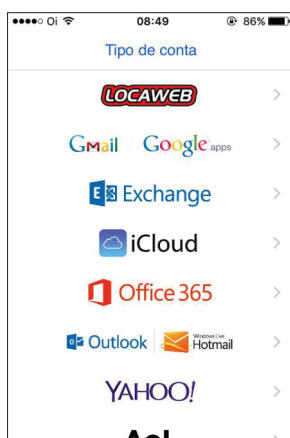 Oi 08:49 86%
Tipo de conta
LOCAWEB
GMail Google apps
Exchange
iCloud
Office 365
Outlook Windows Live Hotmail
YAHOO!
Aol